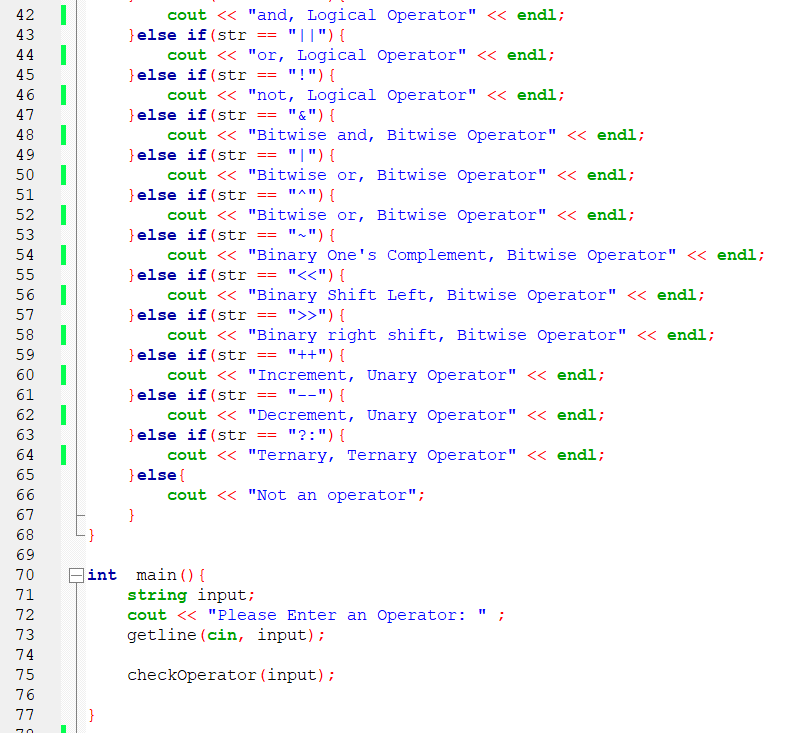 42 cout << "and, Logical Operator" << endl;
43 }else if(str == "||"){
44 cout << "or, Logical Operator" << endl;
45 }else if(str == "!"){
46 cout << "not, Logical Operator" << endl;
47 }else if(str == "&"){
48 cout << "Bitwise and, Bitwise Operator" << endl;
49 }else if(str == "|"){
50 cout << "Bitwise or, Bitwise Operator" << endl;
51 }else if(str == "^"){
52 cout << "Bitwise or, Bitwise Operator" << endl;
53 }else if(str == "~"){
54 cout << "Binary One's Complement, Bitwise Operator" << endl;
55 }else if(str == "<<"){
56 cout << "Binary Shift Left, Bitwise Operator" << endl;
57 }else if(str == ">>"){
58 cout << "Binary right shift, Bitwise Operator" << endl;
59 }else if(str == "++"){
60 cout << "Increment, Unary Operator" << endl;
61 }else if(str == "--"){
62 cout << "Decrement, Unary Operator" << endl;
63 }else if(str == "?:"){
64 cout << "Ternary, Ternary Operator" << endl;
65 }else{
66 cout << "Not an operator";
67 }
68 }
69
70 int main(){
71 string input;
72 cout << "Please Enter an Operator: " ;
73 getline(cin, input);
74
75 checkOperator(input);
76
77 }